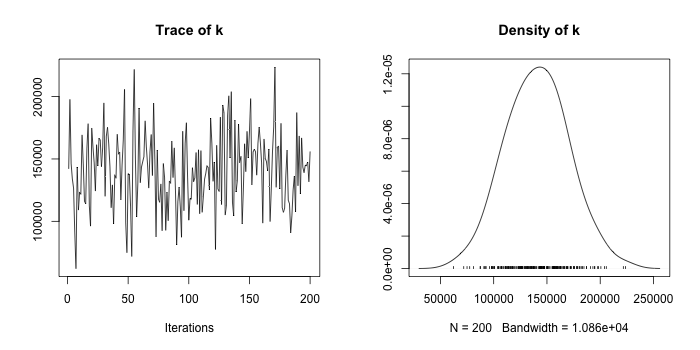 Trace of k
200000
150000
100000
0
50
100
150
200
Iterations
Density of k
1.2e-05
8.0e-06
4.0e-06
0.0e+00
50000
100000
150000
200000
250000
N = 200 Bandwidth = 1.086e+04